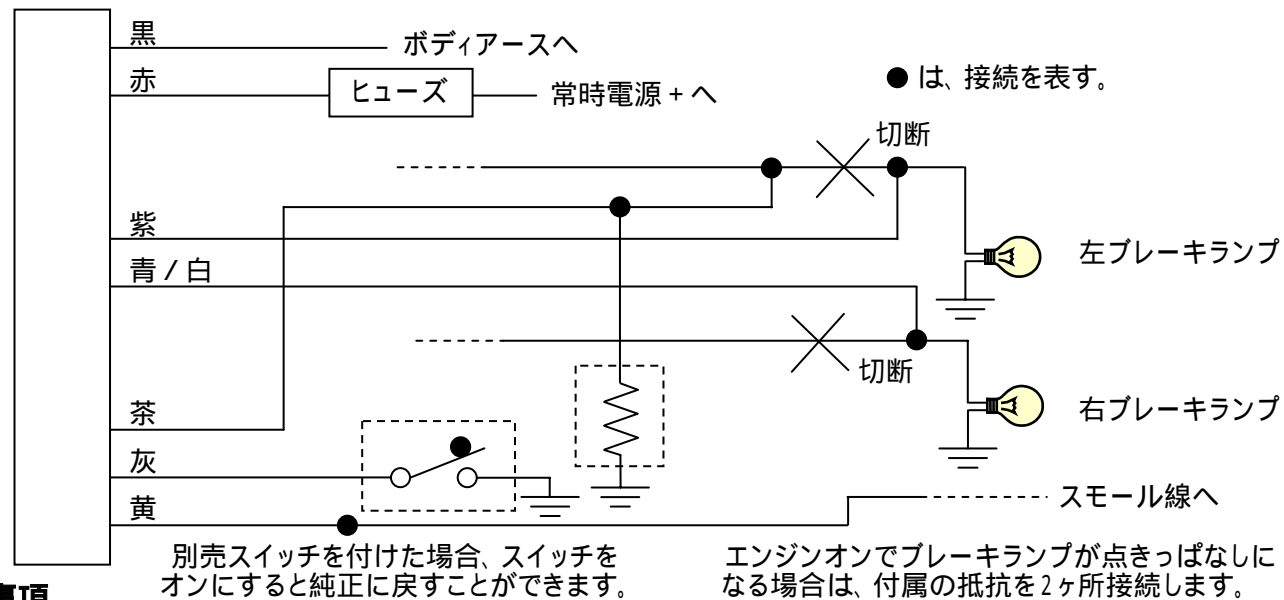 黒
ボディアースへ
赤
ヒューズ
常時電源 + へ
● は、接続を表す。
切断
紫
青 / 白
左ブレーキランプ
切断
茶
右ブレーキランプ
灰
黄
スモール線へ
別売スイッチを付けた場合、スイッチを
オンにすると純正に戻すことができます。
エンジンオンでブレーキランプが点きっぱなしに
なる場合は、付属の抵抗を2ヶ所接続します。